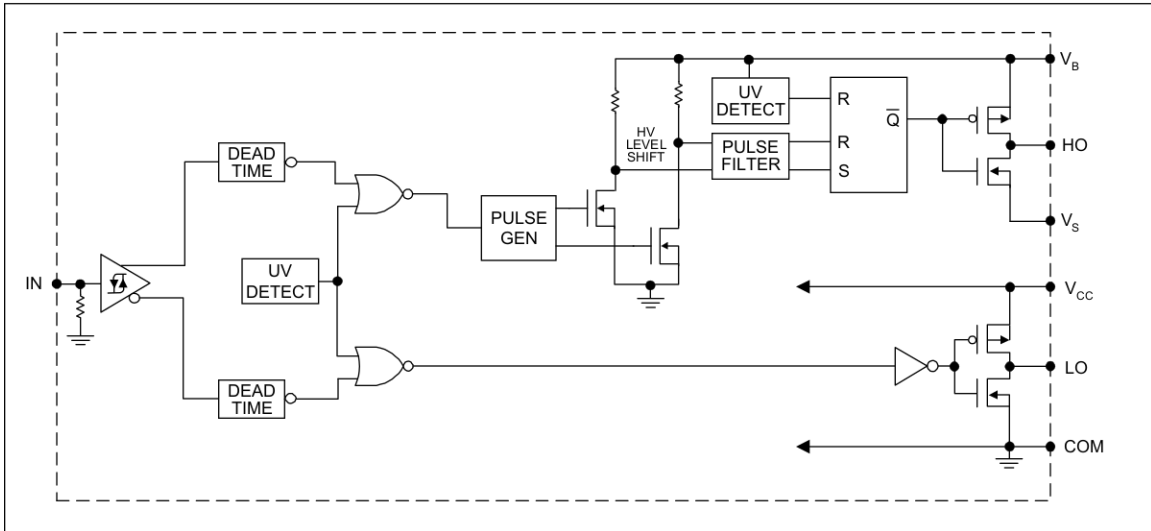 V_B
UV
DETECT
R
Q̅
HV
LEVEL
SHIFT
PULSE
FILTER
R
S
HO
DEAD
TIME
PULSE
GEN
V_S
IN
UV
DETECT
V_CC
DEAD
TIME
LO
COM